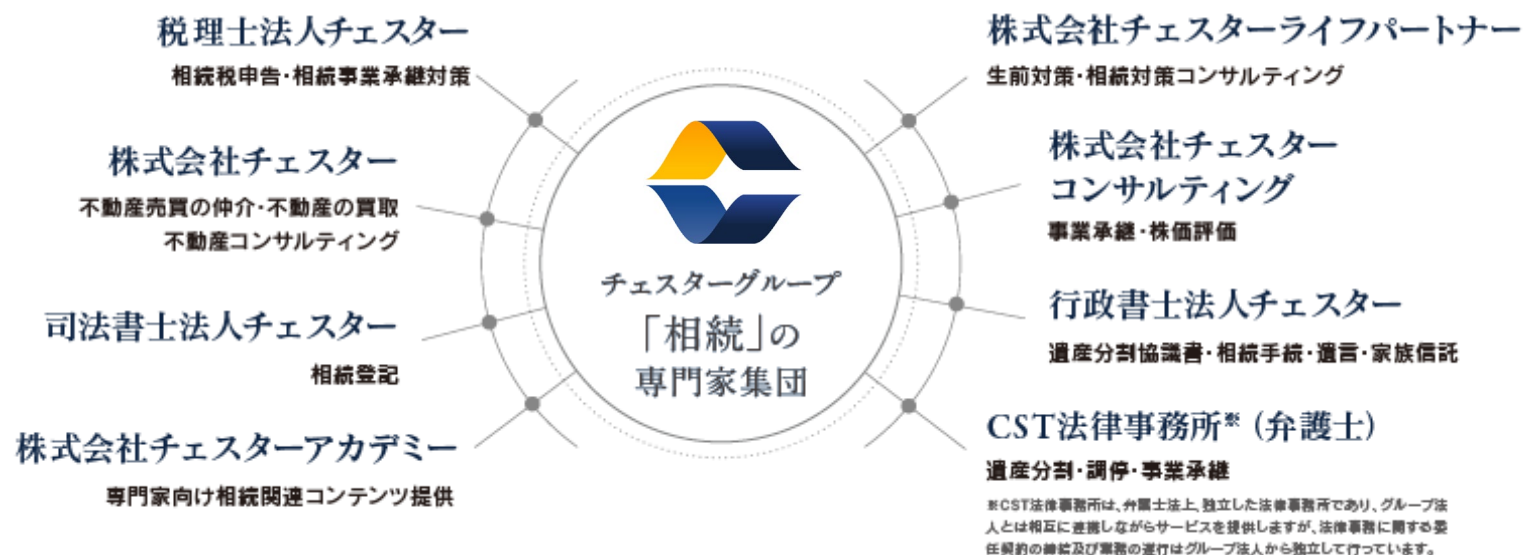 税理士法人チェスター
相続税申告・相続事業承継対策
株式会社チェスター
不動産売買の仲介・不動産の買取
不動産コンサルティング
司法書士法人チェスター
相続登記
株式会社チェスターアカデミー
専門家向け相続関連コンテンツ提供
チェスターグループ
「相続」の
専門家集団
株式会社チェスターライフパートナー
生前対策・相続対策コンサルティング
株式会社チェスター
コンサルティング
事業承継・株価評価
行政書士法人チェスター
遺産分割協議書・相続手続・遺言・家族信託
CST法律事務所※（弁護士）
遺産分割・調停・事業承継
※CST法律事務所は、弁護士法上、独立した法律事務所であり、グループ法
人とは相互に連携しながらサービスを提供しますが、法律事務に関する委
任契約の締結及び業務の遂行はグループ法人から独立して行っています。